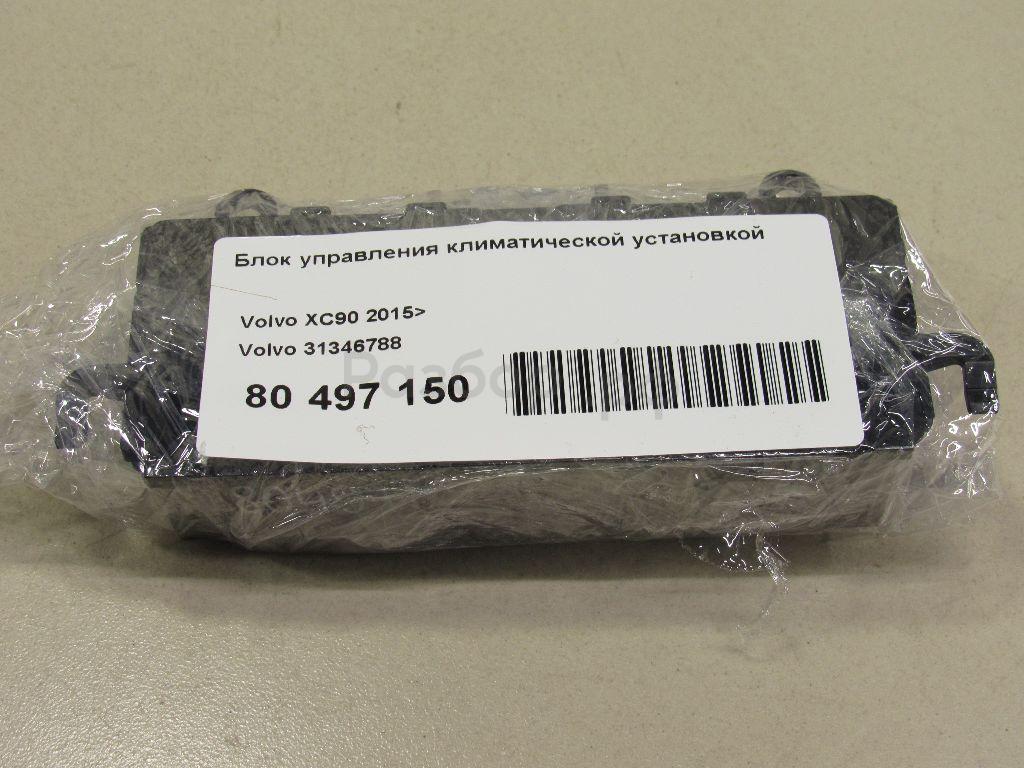 Блок управления климатической установкой
Volvo XC90 2015>
Volvo 31346788
80 497 150